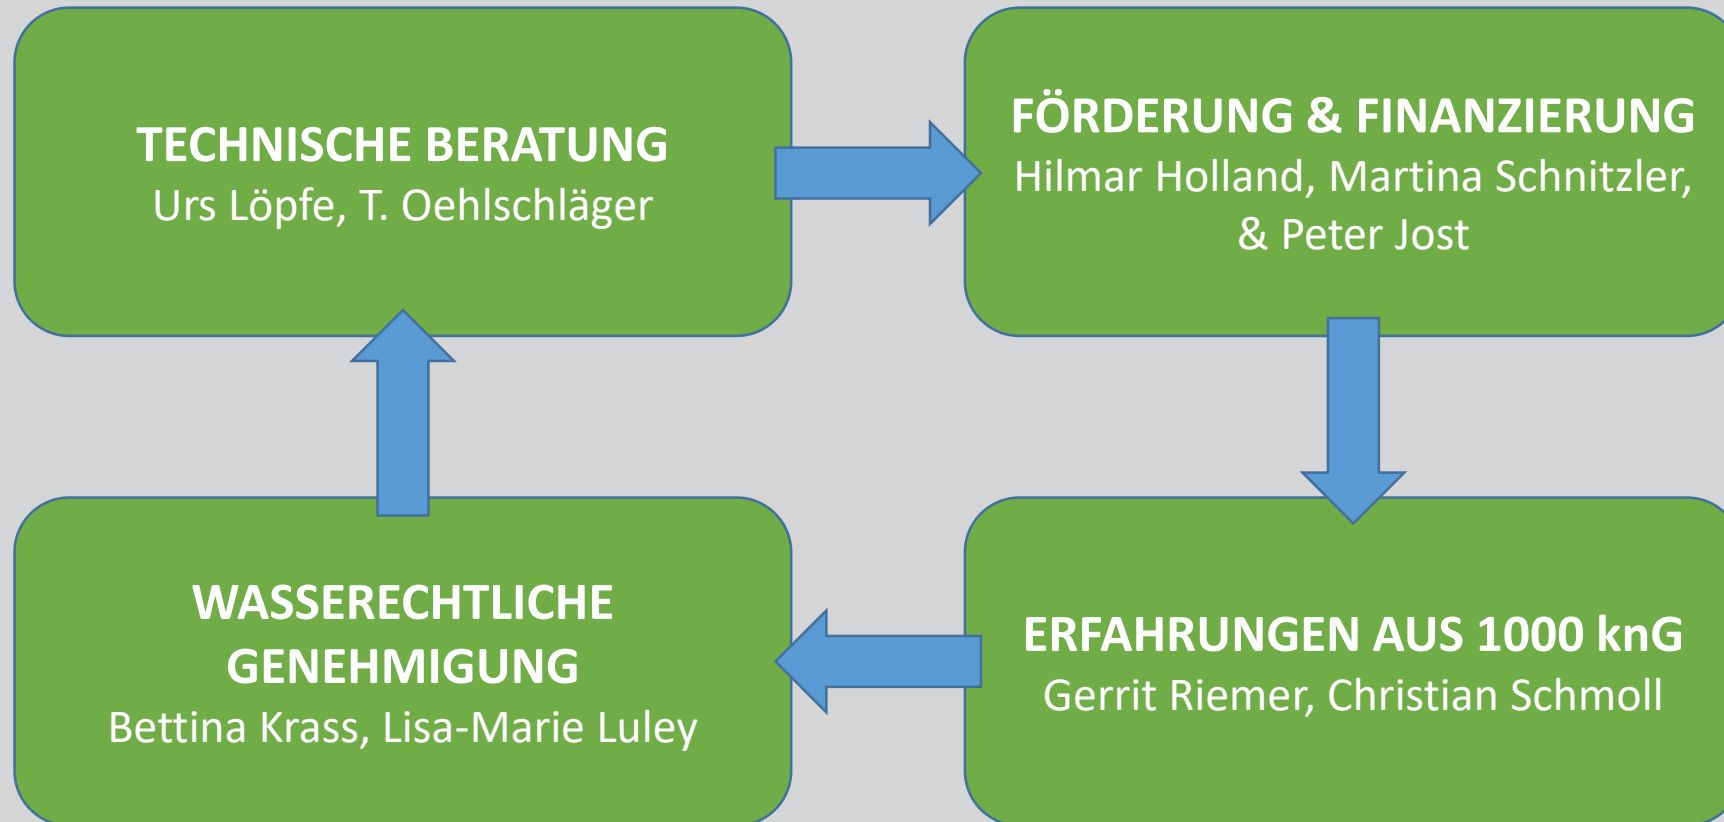 TECHNISCHE BERATUNG
Urs Löpfe, T. Oehlschläger
FÖRDERUNG & FINANZIERUNG
Hilmar Holland, Martina Schnitzler,
& Peter Jost
WASSERECHTLICHE
GENEHMIGUNG
Bettina Krass, Lisa-Marie Luley
ERFAHRUNGEN AUS 1000 knG
Gerrit Riemer, Christian Schmoll